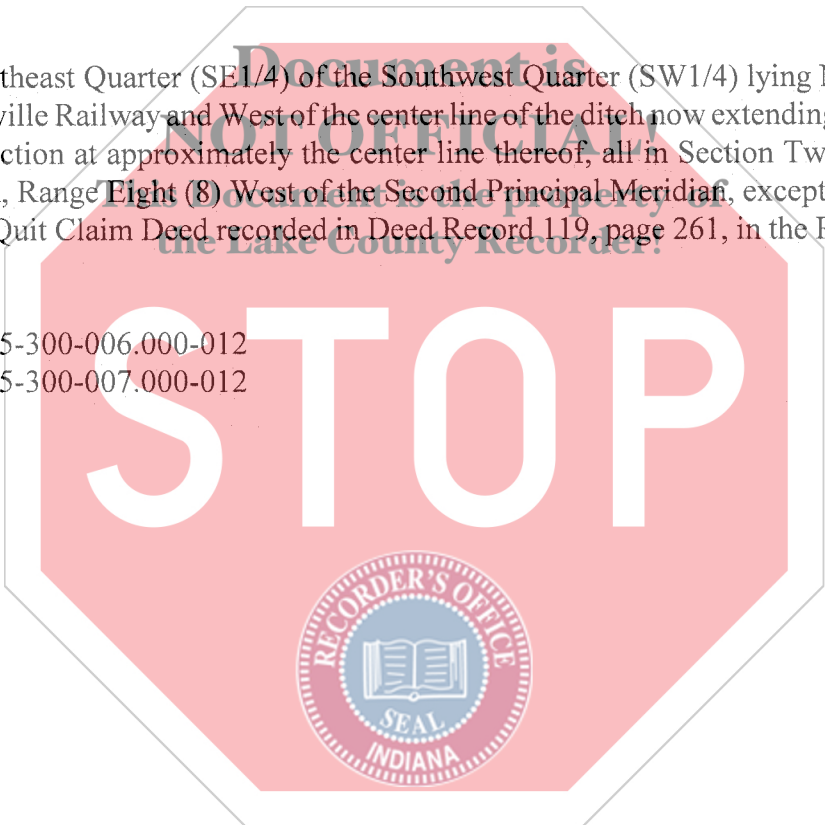 Document is
theast Quarter (SE1/4) of the Southwest Quarter (SW1/4) lying
ville Railway and West of the center line of the ditch now extending
NOT OFFICIAL!
ction at approximately the center line thereof, all in Section Tw
, Range Eight (8) West of the Second Principal Meridian, except
This Document is the property of
Quit Claim Deed recorded in Deed Record 119, page 261, in the
the Lake County Recorder!
5-300-006.000-012
5-300-007.000-012
STOP
RECORDER'S OFFICE
SEAL
INDIANA